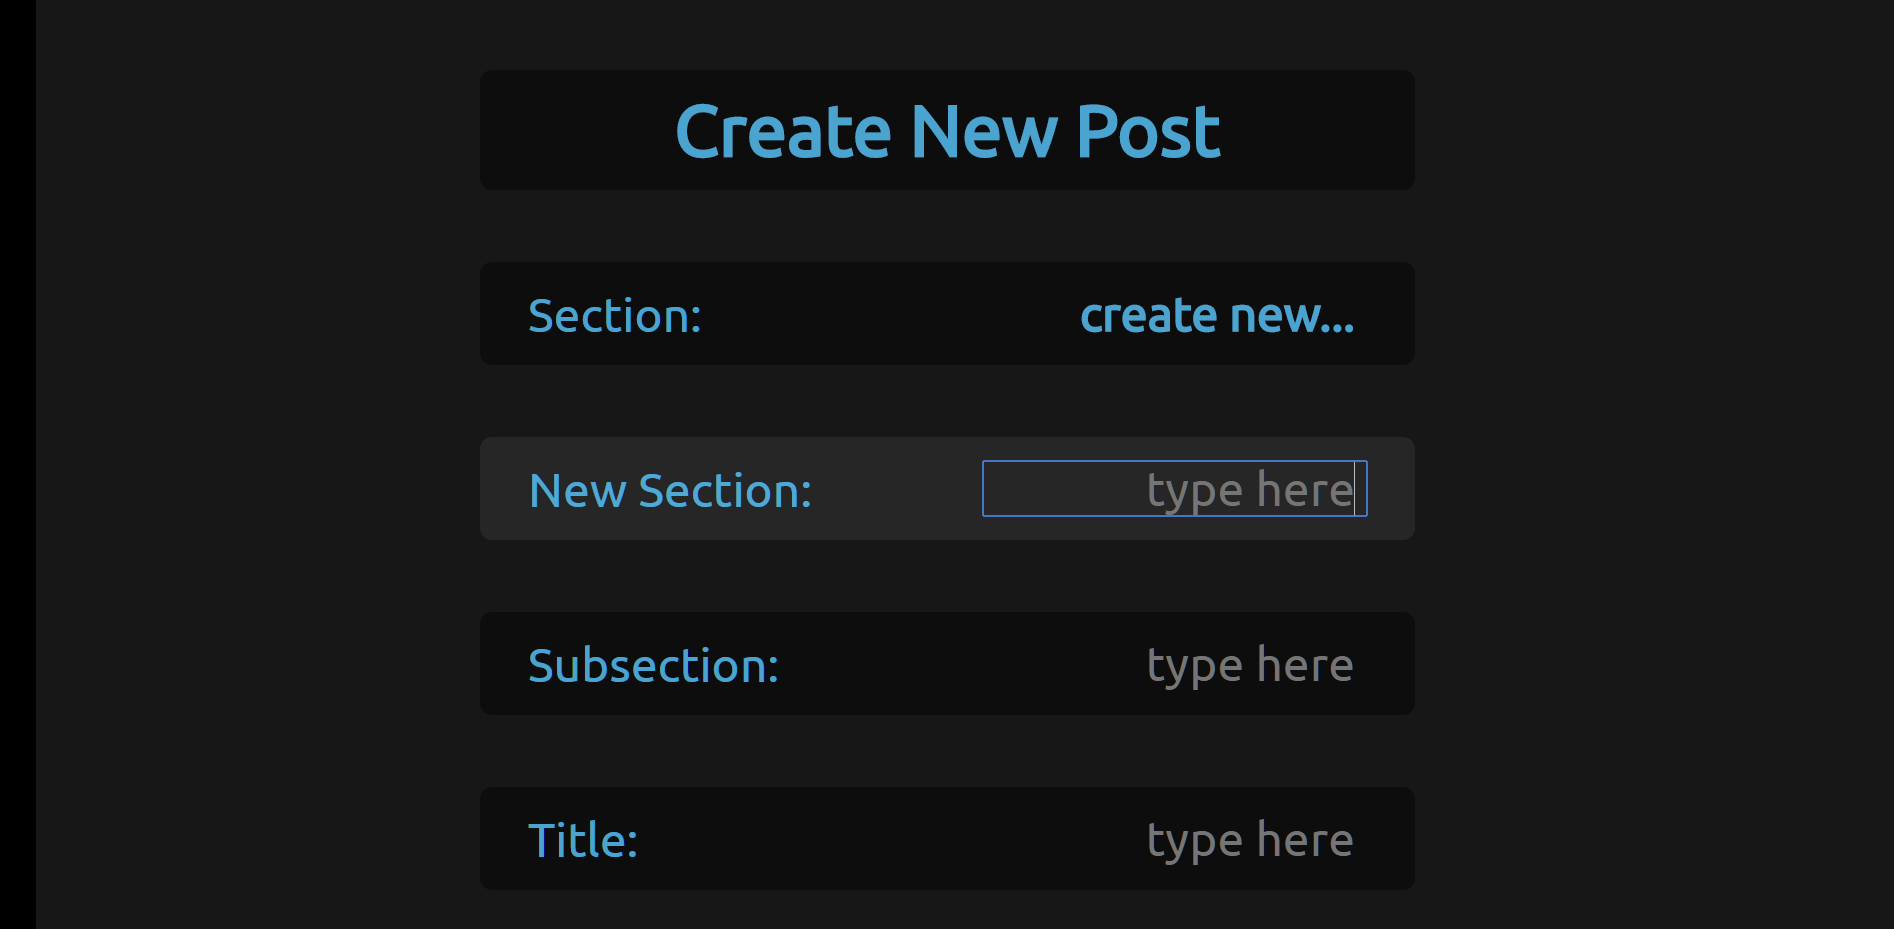 Create New Post
Section: create new...
New Section: type here
Subsection: type here
Title: type here